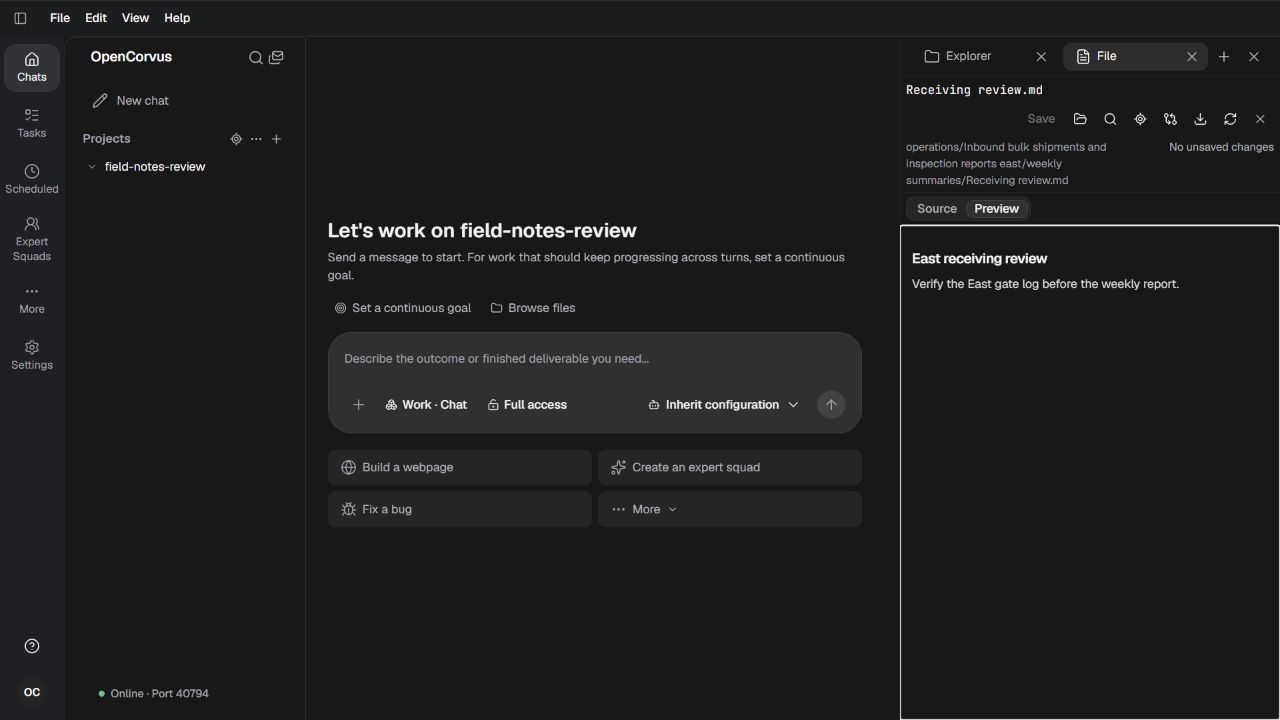 File Edit View Help
Chats
Tasks
Scheduled
Expert
Squads
More
Settings
OC
OpenCorvus
New chat
Projects
field-notes-review
Online · Port 40794
Let's work on field-notes-review
Send a message to start. For work that should keep progressing across turns, set a continuous
goal.
Set a continuous goal Browse files
Describe the outcome or finished deliverable you need...
Work · Chat Full access Inherit configuration
Build a webpage Create an expert squad
Fix a bug More
Explorer File
Receiving review.md
Save
operations/Inbound bulk shipments and
inspection reports east/weekly
summaries/Receiving review.md
No unsaved changes
Source Preview
East receiving review
Verify the East gate log before the weekly report.